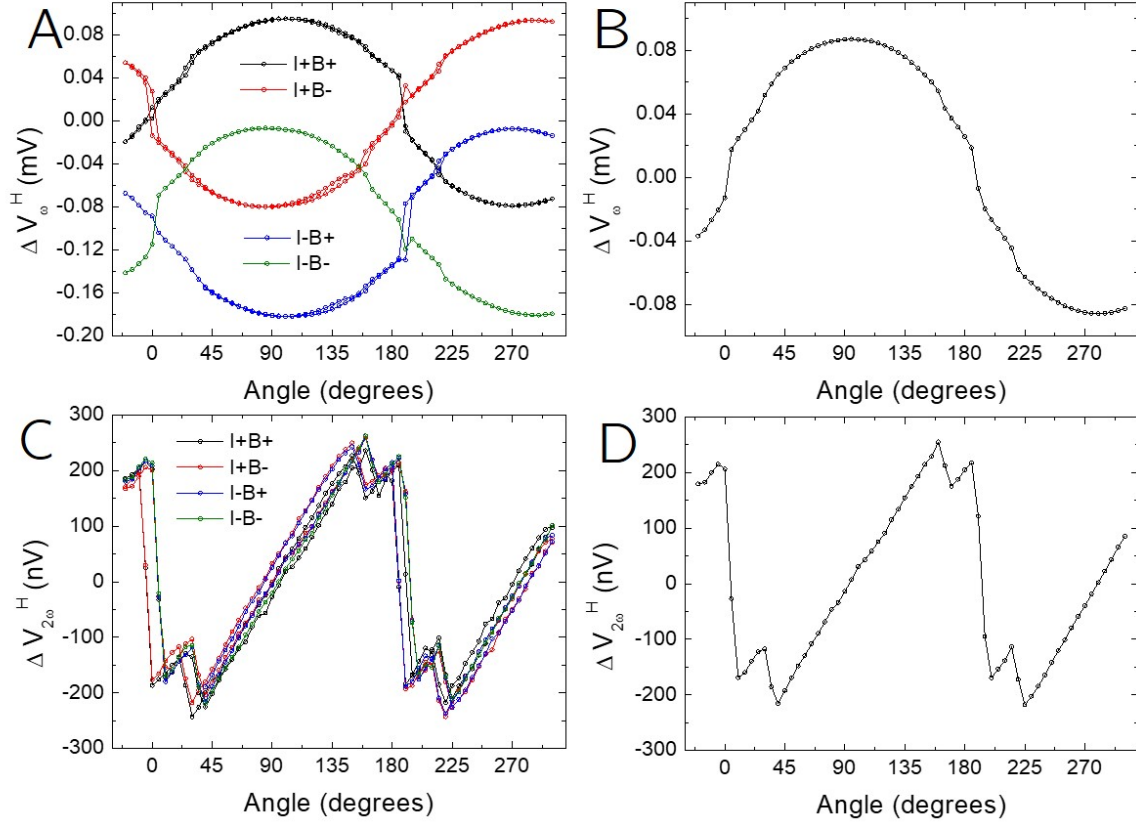 A
0.08
0.04
0.00
-0.04
-0.08
-0.12
-0.16
-0.20
Δ V_ω^H (mV)
I+B+
I+B-
I-B+
I-B-
0 45 90 135 180 225 270
Angle (degrees)
B
0.08
0.04
0.00
-0.04
-0.08
Δ V_ω^H (mV)
0 45 90 135 180 225 270
Angle (degrees)
C
300
200
100
0
-100
-200
-300
Δ V_2ω^H (nV)
I+B+
I+B-
I-B+
I-B-
0 45 90 135 180 225 270
Angle (degrees)
D
300
200
100
0
-100
-200
-300
Δ V_2ω^H (nV)
0 45 90 135 180 225 270
Angle (degrees)